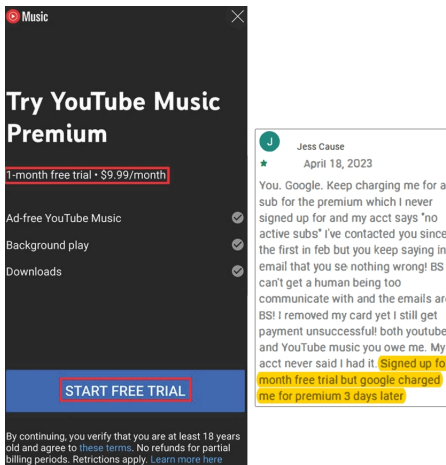 Music
Try YouTube Music
Premium
1-month free trial • $9.99/month
Ad-free YouTube Music
Background play
Downloads
START FREE TRIAL
By continuing, you verify that you are at least 18 years
old and agree to these terms. No refunds for partial
billing periods. Retrictions apply. Learn more here
J
Jess Cause
April 18, 2023
You. Google. Keep charging me for a
sub for the premium which I never
signed up for and my acct says "no
active subs" I've contacted you since
the first in feb but you keep saying in
email that you se nothing wrong! BS
can't get a human being too
communicate with and the emails are
BS! I removed my card yet I still get
payment unsuccessful! both youtube
and YouTube music you owe me. My
acct never said I had it. Signed up fo
month free trial but google charged
me for premium 3 days later